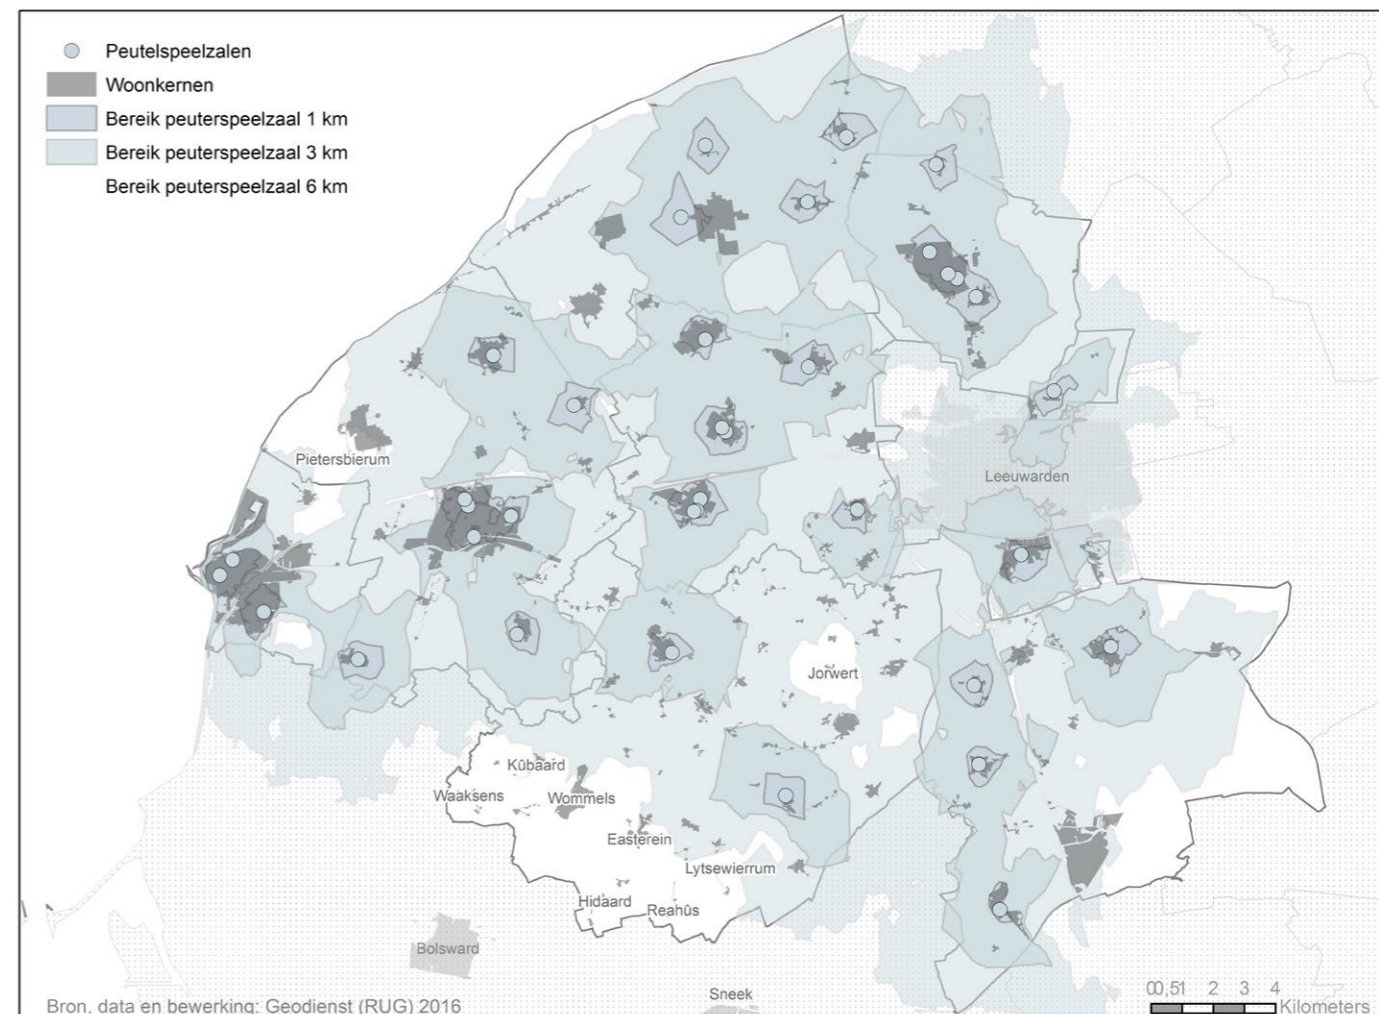 Peutelspeelzalen
Woonkernen
Bereik peuterspeelzaal 1 km
Bereik peuterspeelzaal 3 km
Bereik peuterspeelzaal 6 km
Pietersbierum
Leeuwarden
Jorwert
Kûbaard
Waaksens
Wommels
Easterein
Lytsewierrum
Hidaard
Reahûs
Bolsward
Sneek
00,51 2 3 4
Kilometers
Bron, data en bewerking: Geodienst (RUG) 2016